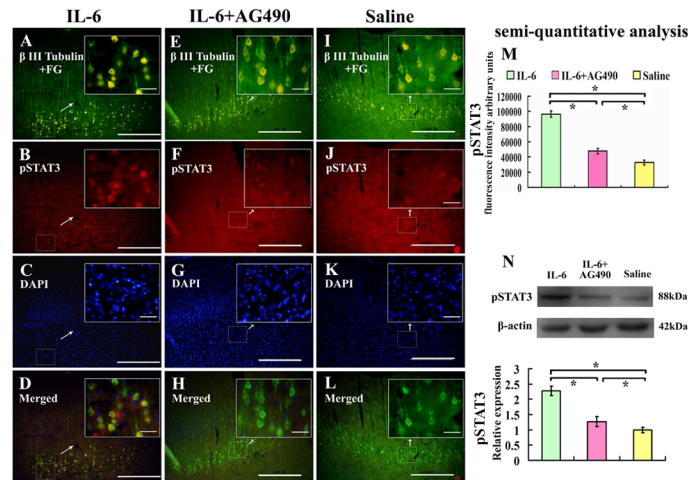 IL-6
IL-6+AG490
Saline
semi-quantitative analysis
A
β III Tubulin
+FG
E
β III Tubulin
+FG
I
β III Tubulin
+FG
B
pSTAT3
F
pSTAT3
J
pSTAT3
C
DAPI
G
DAPI
K
DAPI
D
Merged
H
Merged
L
Merged
M
IL-6
IL-6+AG490
Saline
pSTAT3
fluorescence intensity arbitrary units
120000
100000
80000
60000
40000
20000
0
*
*
*
N
IL-6
IL-6+
AG490
Saline
pSTAT3
88kDa
β-actin
42kDa
pSTAT3
Relative expression
2.5
2
1.5
1
0.5
0
*
*
*